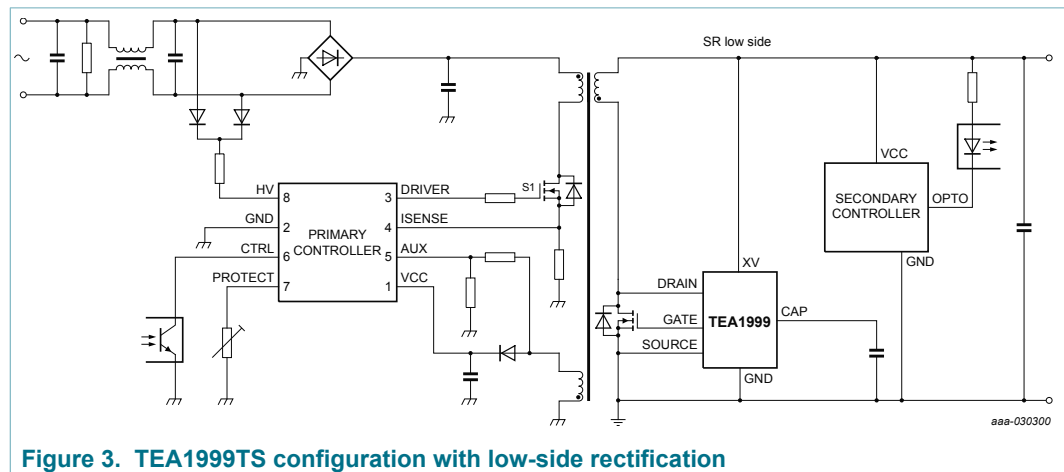 SR low side
HV
8
GND
2
CTRL
6
PROTECT
7
PRIMARY
CONTROLLER
3
DRIVER
4
ISENSE
5
AUX
1
VCC
S1
XV
DRAIN
GATE
SOURCE
TEA1999
CAP
GND
VCC
SECONDARY
CONTROLLER
OPTO
GND
aaa-030300
Figure 3. TEA1999TS configuration with low-side rectification